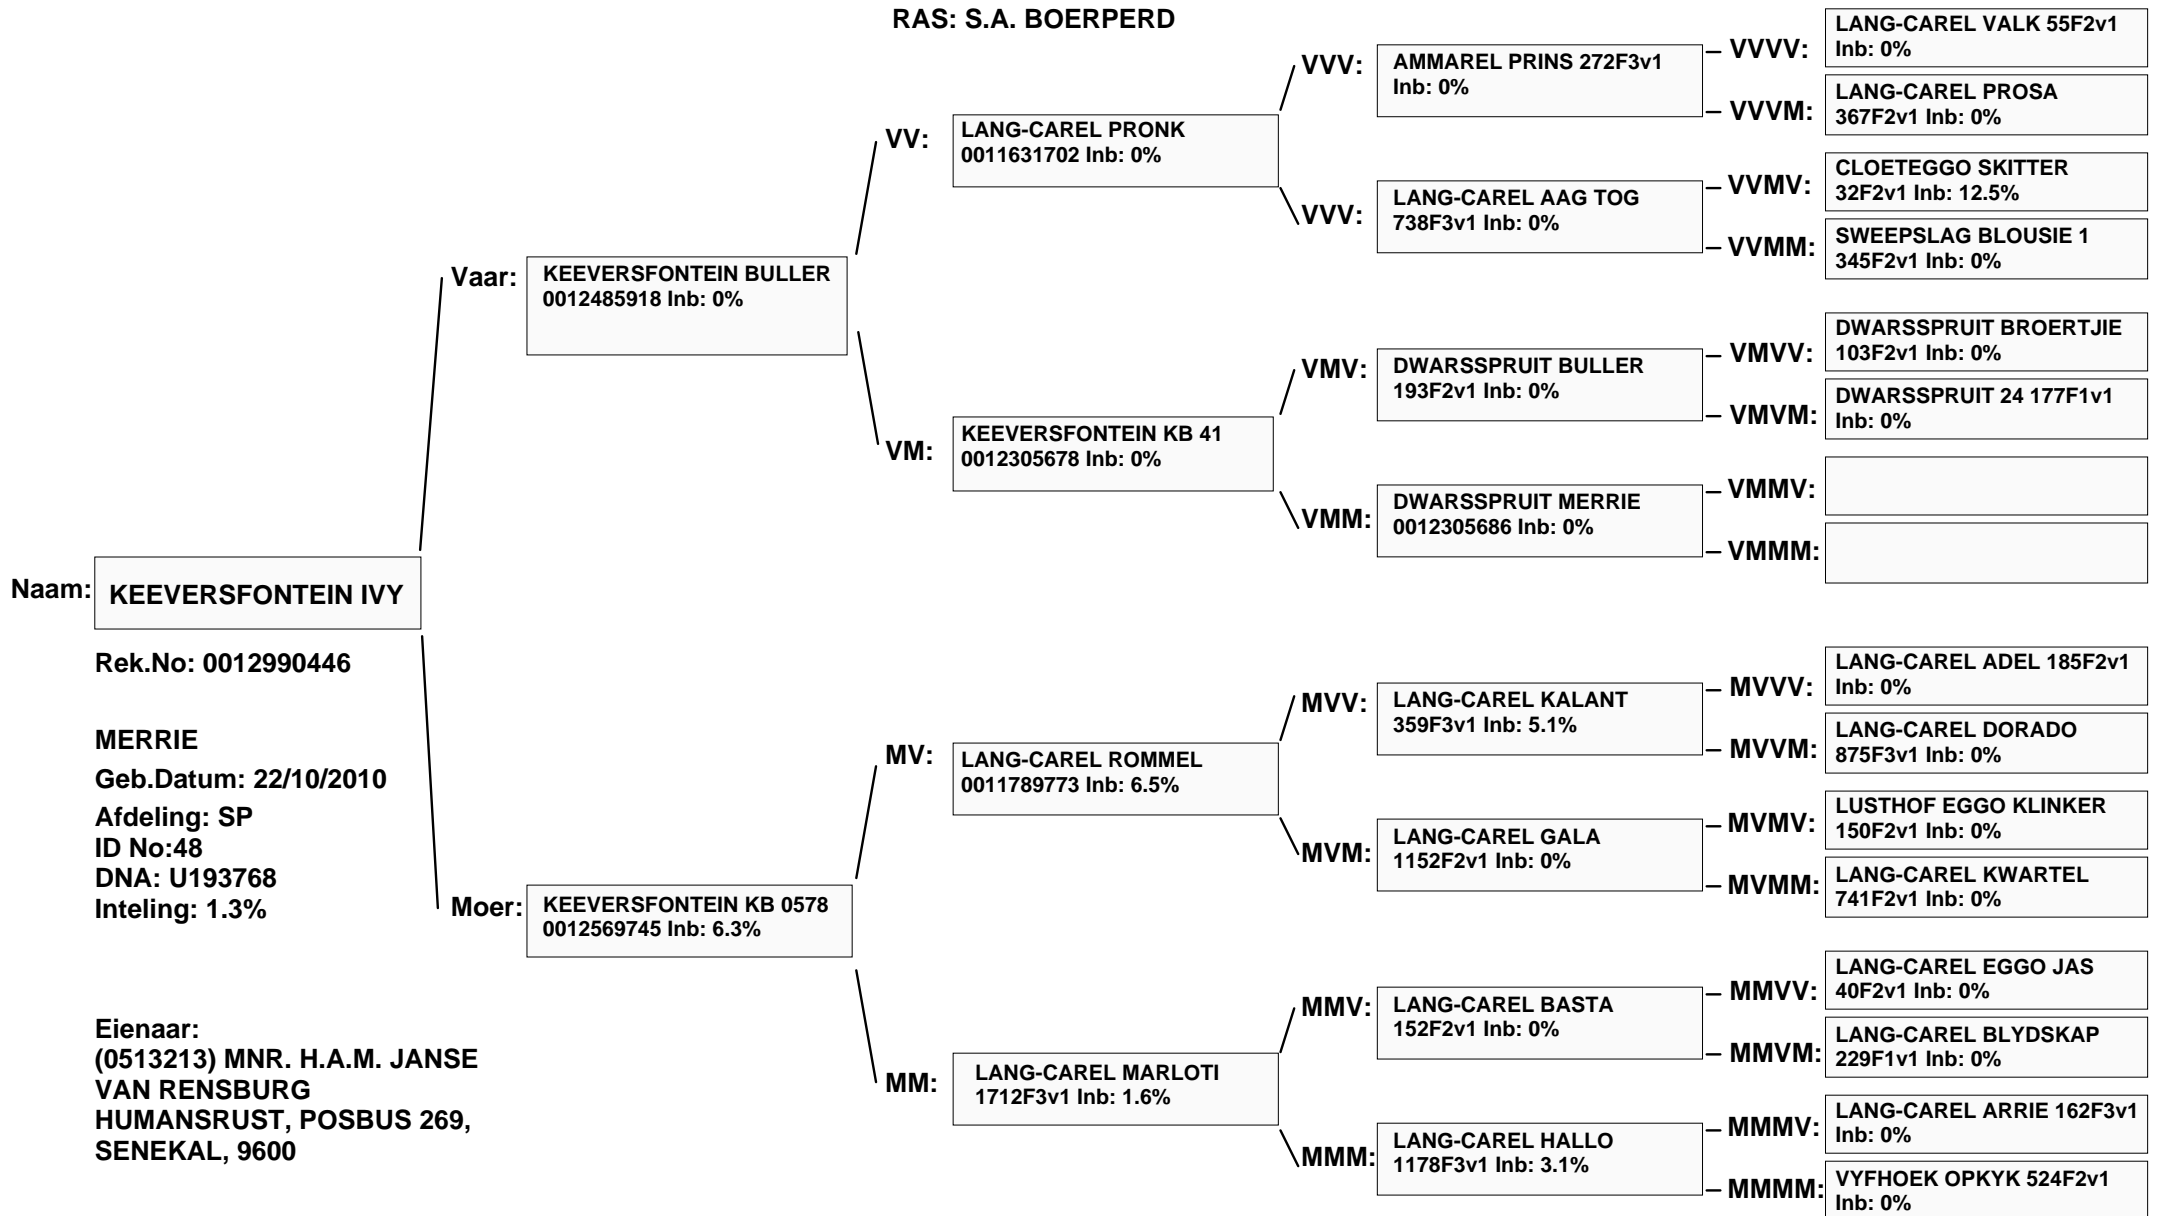 RAS: S.A. BOERPERD
Naam:
KEEVERSFONTEIN IVY
Rek.No: 0012990446
MERRIE
Geb.Datum: 22/10/2010
Afdeling: SP
ID No:48
DNA: U193768
Inteling: 1.3%
Eienaar:
(0513213) MNR. H.A.M. JANSE
VAN RENSBURG
HUMANSRUST, POSBUS 269,
SENEKAL, 9600
Vaar:
KEEVERSFONTEIN BULLER
0012485918 Inb: 0%
Moer:
KEEVERSFONTEIN KB 0578
0012569745 Inb: 6.3%
VV:
LANG-CAREL PRONK
0011631702 Inb: 0%
VM:
KEEVERSFONTEIN KB 41
0012305678 Inb: 0%
MV:
LANG-CAREL ROMMEL
0011789773 Inb: 6.5%
MM:
LANG-CAREL MARLOTI
1712F3v1 Inb: 1.6%
VVV:
AMMAREL PRINS 272F3v1
Inb: 0%
VVV:
LANG-CAREL AAG TOG
738F3v1 Inb: 0%
VMV:
DWARSSPRUIT BULLER
193F2v1 Inb: 0%
VMM:
DWARSSPRUIT MERRIE
0012305686 Inb: 0%
MVV:
LANG-CAREL KALANT
359F3v1 Inb: 5.1%
MVM:
LANG-CAREL GALA
1152F2v1 Inb: 0%
MMV:
LANG-CAREL BASTA
152F2v1 Inb: 0%
MMM:
LANG-CAREL HALLO
1178F3v1 Inb: 3.1%
VVVV:
LANG-CAREL VALK 55F2v1
Inb: 0%
VVVM:
LANG-CAREL PROSA
367F2v1 Inb: 0%
VVMV:
CLOETEGGO SKITTER
32F2v1 Inb: 12.5%
VVMM:
SWEEPSLAG BLOUSIE 1
345F2v1 Inb: 0%
VMVV:
DWARSSPRUIT BROERTJIE
103F2v1 Inb: 0%
VMVM:
DWARSSPRUIT 24 177F1v1
Inb: 0%
VMMV:
VMMM:
MVVV:
LANG-CAREL ADEL 185F2v1
Inb: 0%
MVVM:
LANG-CAREL DORADO
875F3v1 Inb: 0%
MVMV:
LUSTHOF EGGO KLINKER
150F2v1 Inb: 0%
MVMM:
LANG-CAREL KWARTEL
741F2v1 Inb: 0%
MMVV:
LANG-CAREL EGGO JAS
40F2v1 Inb: 0%
MMVM:
LANG-CAREL BLYDSKAP
229F1v1 Inb: 0%
MMMV:
LANG-CAREL ARRIE 162F3v1
Inb: 0%
MMMM:
VYFHOEK OPKYK 524F2v1
Inb: 0%